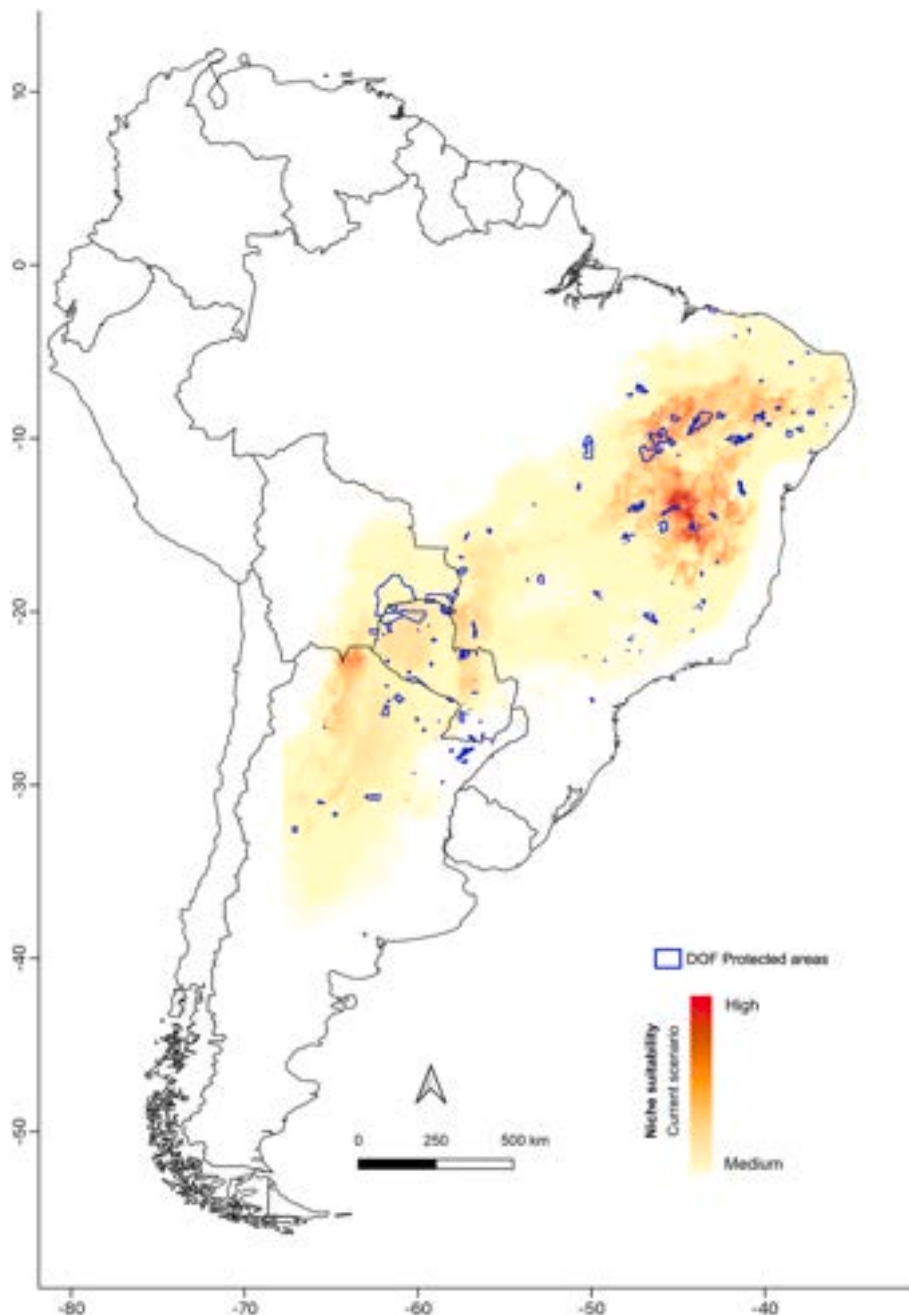 10
0
-10
-20
-30
-40
-50
DOF Protected areas
High
Niche suitability
Current scenario
Medium
0 250 500 km
-80 -70 -60 -50 -40